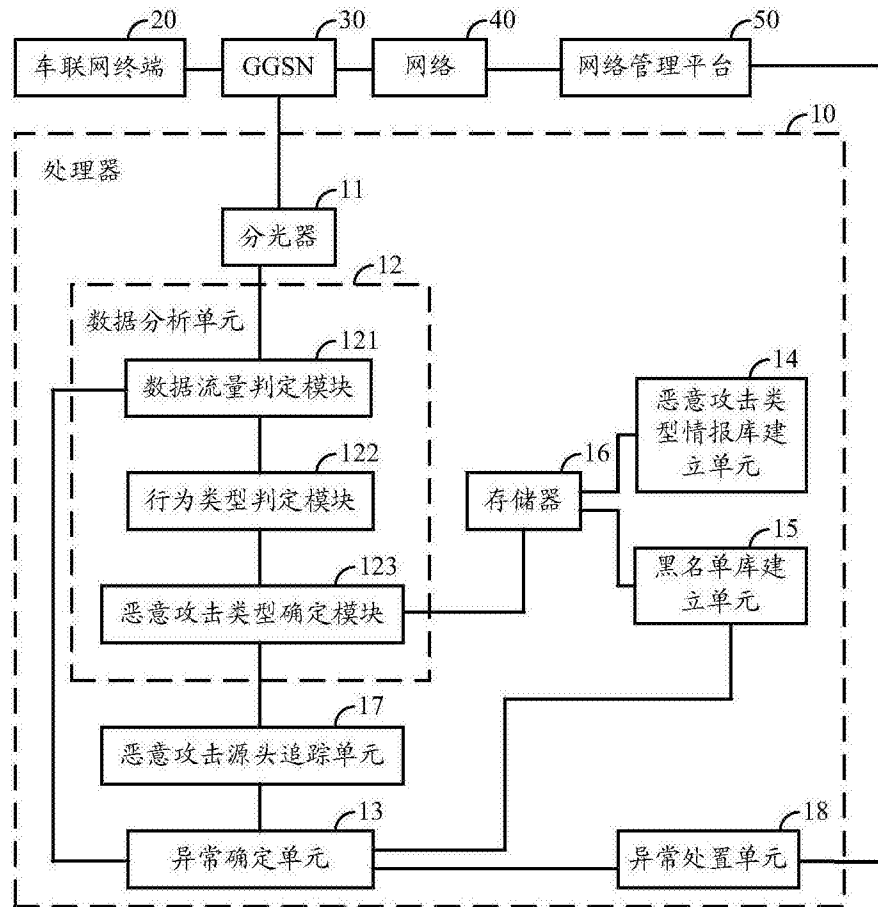 20
30
40
50
车联网终端
GGSN
网络
网络管理平台
10
处理器
11
分光器
12
数据分析单元
121
数据流量判定模块
14
恶意攻击类
型情报库建
立单元
122
行为类型判定模块
16
存储器
15
黑名单库建
立单元
123
恶意攻击类型确定模块
17
恶意攻击源头追踪单元
13
异常确定单元
18
异常处置单元